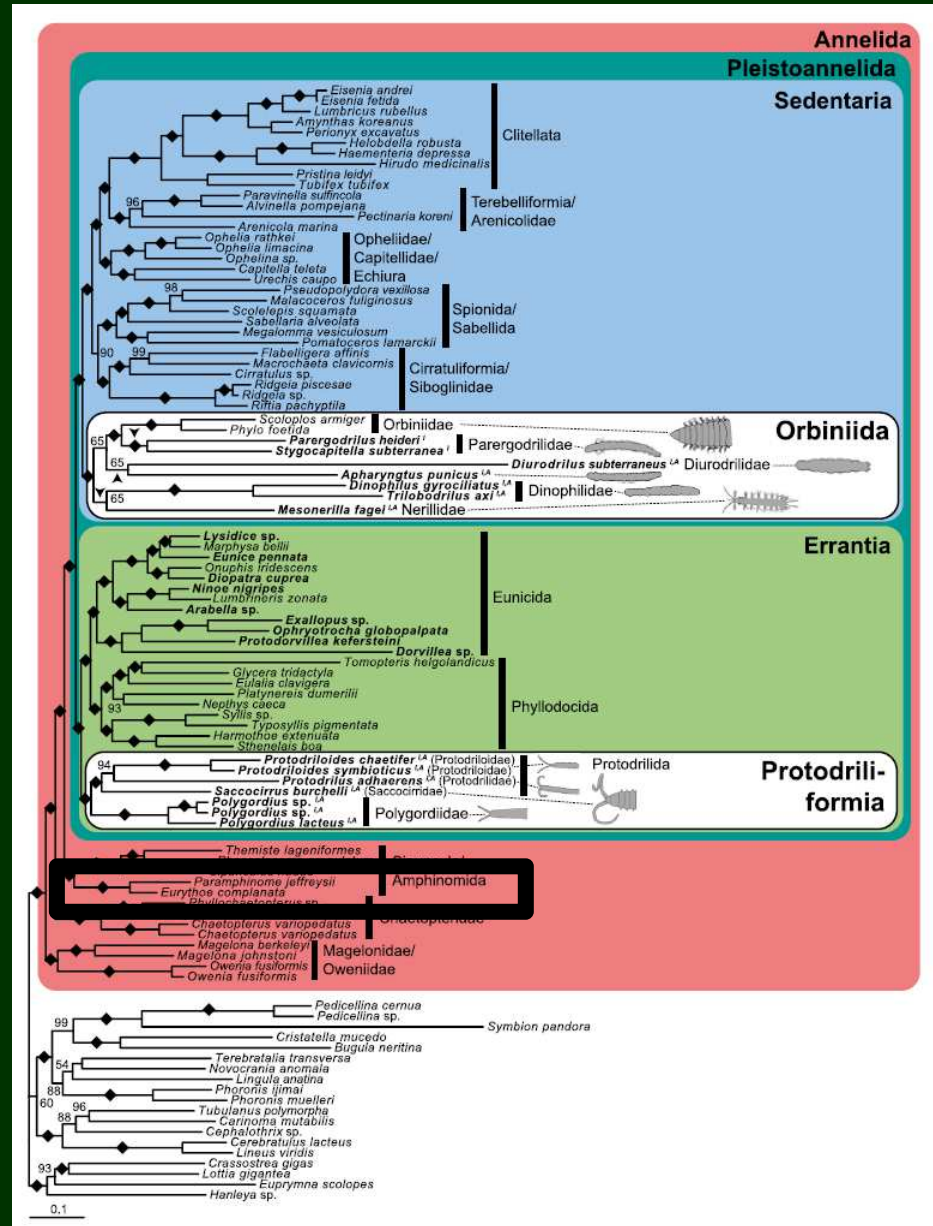 Annelida
Pleistoannelida
Sedentaria
Eisenia andrei
Eisenia fetida
Lumbricus rubellus
Amynthas koreanus
Perionyx excavatus
Helobdella robusta
Haementeria depressa
Hirudo medicinalis
Pristina leidyi
Tubifex tubifex
Clitellata
96
Paravinella sulfincola
Alvinella pompejana
Pectinaria koreni
Arenicola marina
Terebelliformia/
Arenicolidae
Ophelia rathkei
Ophelia limacina
Ophelina sp.
Capitella teleta
Urechis caupo
Opheliidae/
Capitellidae/
Echiura
98
Pseudopolydora vexillosa
Malacoceros fuliginosus
Scolelepis squamata
Sabellaria alveolata
Megalomma vesiculosum
Pomatoceros lamarckii
Spionida/
Sabellida
90
99
Flabelligera affinis
Macrochaeta clavicornis
Cirratulus sp.
Ridgeia piscesae
Ridgeia sp.
Riftia pachyptila
Cirratuliformia/
Siboglinidae
Orbiniida
Scoloplos armiger
Phylo foetida
Orbiniidae
65
Parergodrilus heideri I
Stygocapitella subterranea I
Parergodrilidae
65
Diurodrilus subterraneus I,A Diurodrilidae
Apharyngtus punicus I,A
Dinophilus gyrociliatus I,A
Trilobodrilus axi I,A
Dinophilidae
65
Mesonerilla fagei I,A Nerillidae
Errantia
Lysidice sp.
Marphysa bellii
Eunice pennata
Onuphis iridescens
Diopatra cuprea
Ninoe nigripes
Lumbrineris zonata
Arabella sp.
Exallopus sp.
Ophryotrocha globopalpata
Protodorvillea kefersteini
Dorvillea sp.
Eunicida
Tomopteris helgolandicus
Glycera tridactyla
Eulalia clavigera
Platynereis dumerilii
93
Nepthys caeca
Syllis sp.
Typosyllis pigmentata
Harmothoe extenuata
Sthenelais boa
Phyllodocida
Protodrili-
formia
94
Protodriloides chaetifer I,A (Protodriloidae)
Protodriloides symbioticus I,A (Protodriloidae)
Protodrilus adhaerens I,A (Protodrilidae)
Saccocirrus burchelli I,A (Saccocirridae)
Protodrilida
Polygordius sp. I,A
Polygordius sp. I,A
Polygordius lacteus I,A
Polygordiidae
Themiste lageniformes
Paramphinome jeffreysii
Eurythoe complanata
Amphinomida
Phyllochaetopterus sp.
Chaetopterus variopedatus
Chaetopterus variopedatus
Magelona berkeleyi
Magelona johnstoni
Owenia fusiformis
Owenia fusiformis
Magelonidae/
Oweniidae
Pedicellina cernua
Pedicellina sp.
99
Symbion pandora
Cristatella mucedo
Bugula neritina
Terebratalia transversa
54
Novocrania anomala
Lingula anatina
88
Phoronis ijimai
Phoronis muelleri
60
96
Tubulanus polymorpha
88
Carinoma mutabilis
Cephalothrix sp.
Cerebratulus lacteus
Lineus viridis
93
Crassostrea gigas
Lottia gigantea
Euprymna scolopes
Hanleya sp.
0.1